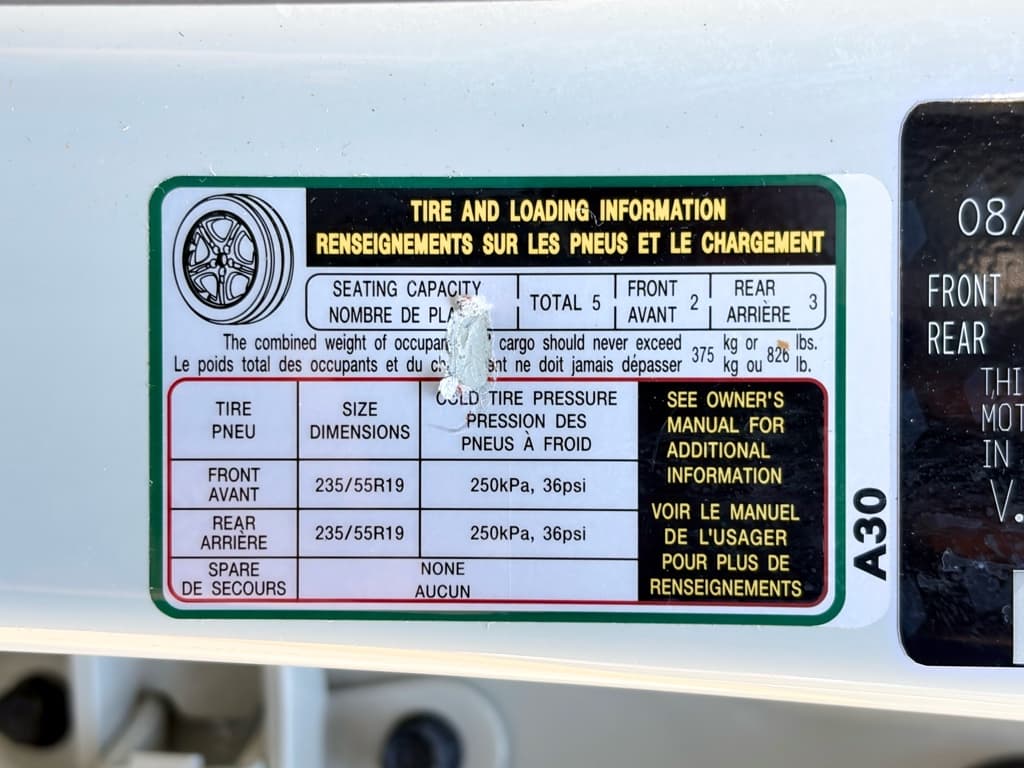 TIRE AND LOADING INFORMATION
RENSEIGNEMENTS SUR LES PNEUS ET LE CHARGEMENT
SEATING CAPACITY
NOMBRE DE
TOTAL 5
FRONT
AVANT
2
REAR
ARRIÈRE
3
The combined weight of cargo should never exceed
Le poids total des occupants et du ne doit jamais dépasser
375
kg or
kg ou
826
lbs.
lb.
TIRE
PNEU
SIZE
DIMENSIONS
COLD TIRE PRESSURE
PRESSION DES
PNEUS À FROID
FRONT
AVANT
235/55R19
250kPa, 36psi
REAR
ARRIÈRE
235/55R19
250kPa, 36psi
SPARE
DE SECOURS
NONE
AUCUN
SEE OWNER'S
MANUAL FOR
ADDITIONAL
INFORMATION
VOIR LE MANUEL
DE L'USAGER
POUR PLUS DE
RENSEIGNEMENTS
A30
08/
FRONT
REAR
IN
V.